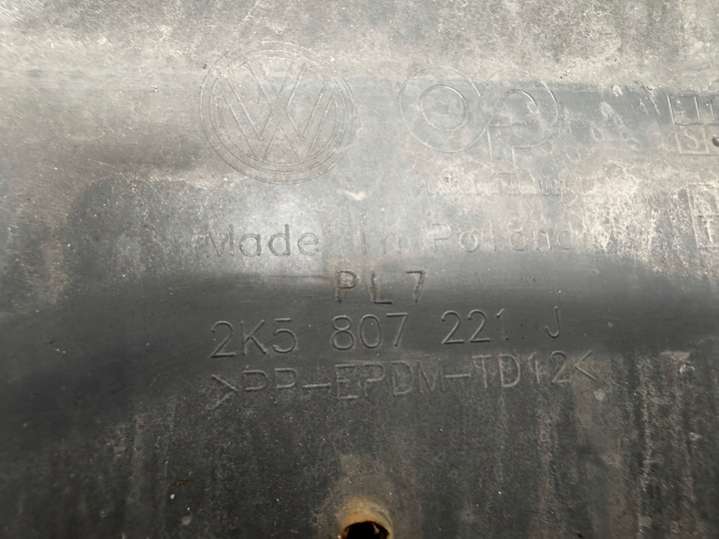 Made in Poland
PL7
2K5 807 221 J
>PP-EPDM-TD12<